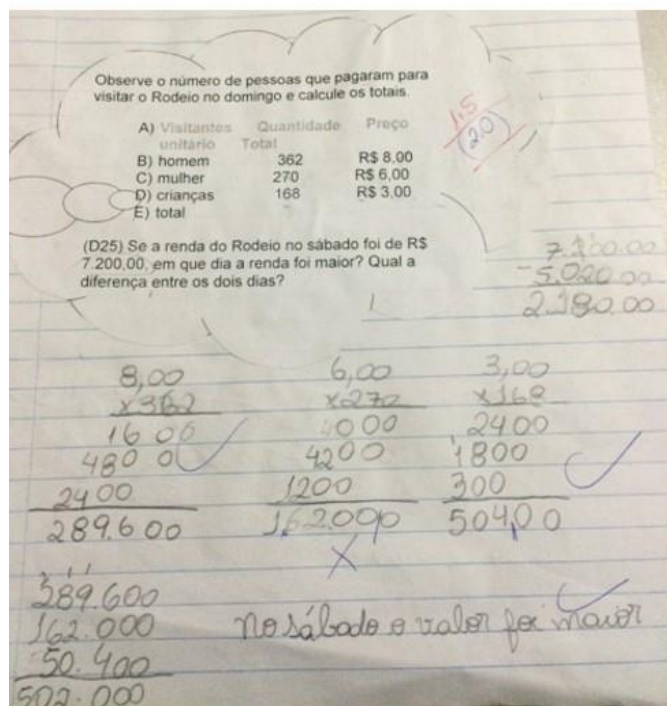 Observe o número de pessoas que pagaram para
visitar o Rodeio no domingo e calcule os totais.
1,5
(2,0)
A) Visitantes Quantidade Preço
unitário Total
B) homem 362 R$ 8,00
C) mulher 270 R$ 6,00
D) crianças 168 R$ 3,00
E) total
(D25) Se a renda do Rodeio no sábado foi de R$
7.200,00, em que dia a renda foi maior? Qual a
diferença entre os dois dias?
7.200.00
- 5.020.00
2.180.00
8,00 6,00 3,00
x362 x270 x168
1600 000 2400
4800 4200 1800
2400 1200 300
289.600 162.000 504,00
289.600
162.000
50.400
502.000
no sábado o valor foi maior